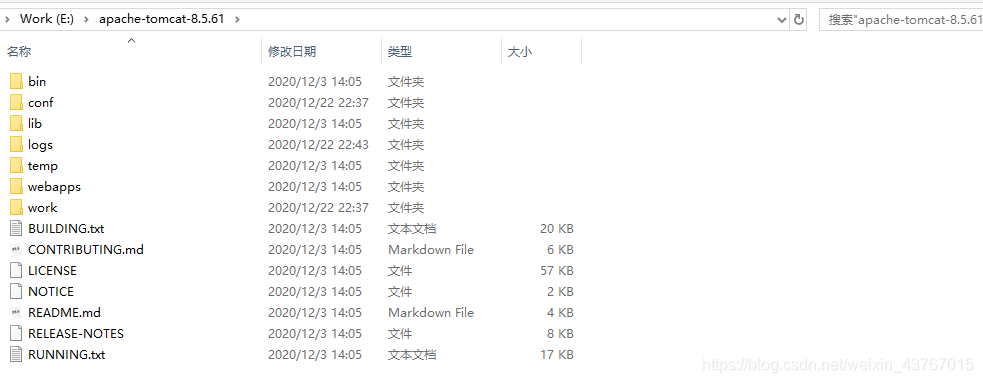 Work (E:) › apache-tomcat-8.5.61 › 搜索"apache-tomcat-8.5.61
名称 修改日期 类型 大小
bin 2020/12/3 14:05 文件夹
conf 2020/12/22 22:37 文件夹
lib 2020/12/3 14:05 文件夹
logs 2020/12/22 22:43 文件夹
temp 2020/12/3 14:05 文件夹
webapps 2020/12/3 14:05 文件夹
work 2020/12/22 22:37 文件夹
BUILDING.txt 2020/12/3 14:05 文本文档 20 KB
CONTRIBUTING.md 2020/12/3 14:05 Markdown File 6 KB
LICENSE 2020/12/3 14:05 文件 57 KB
NOTICE 2020/12/3 14:05 文件 2 KB
README.md 2020/12/3 14:05 Markdown File 4 KB
RELEASE-NOTES 2020/12/3 14:05 文件 8 KB
RUNNING.txt 2020/12/3 14:05 文本文档 17 KB
https://blog.csdn.net/weixin_43767015